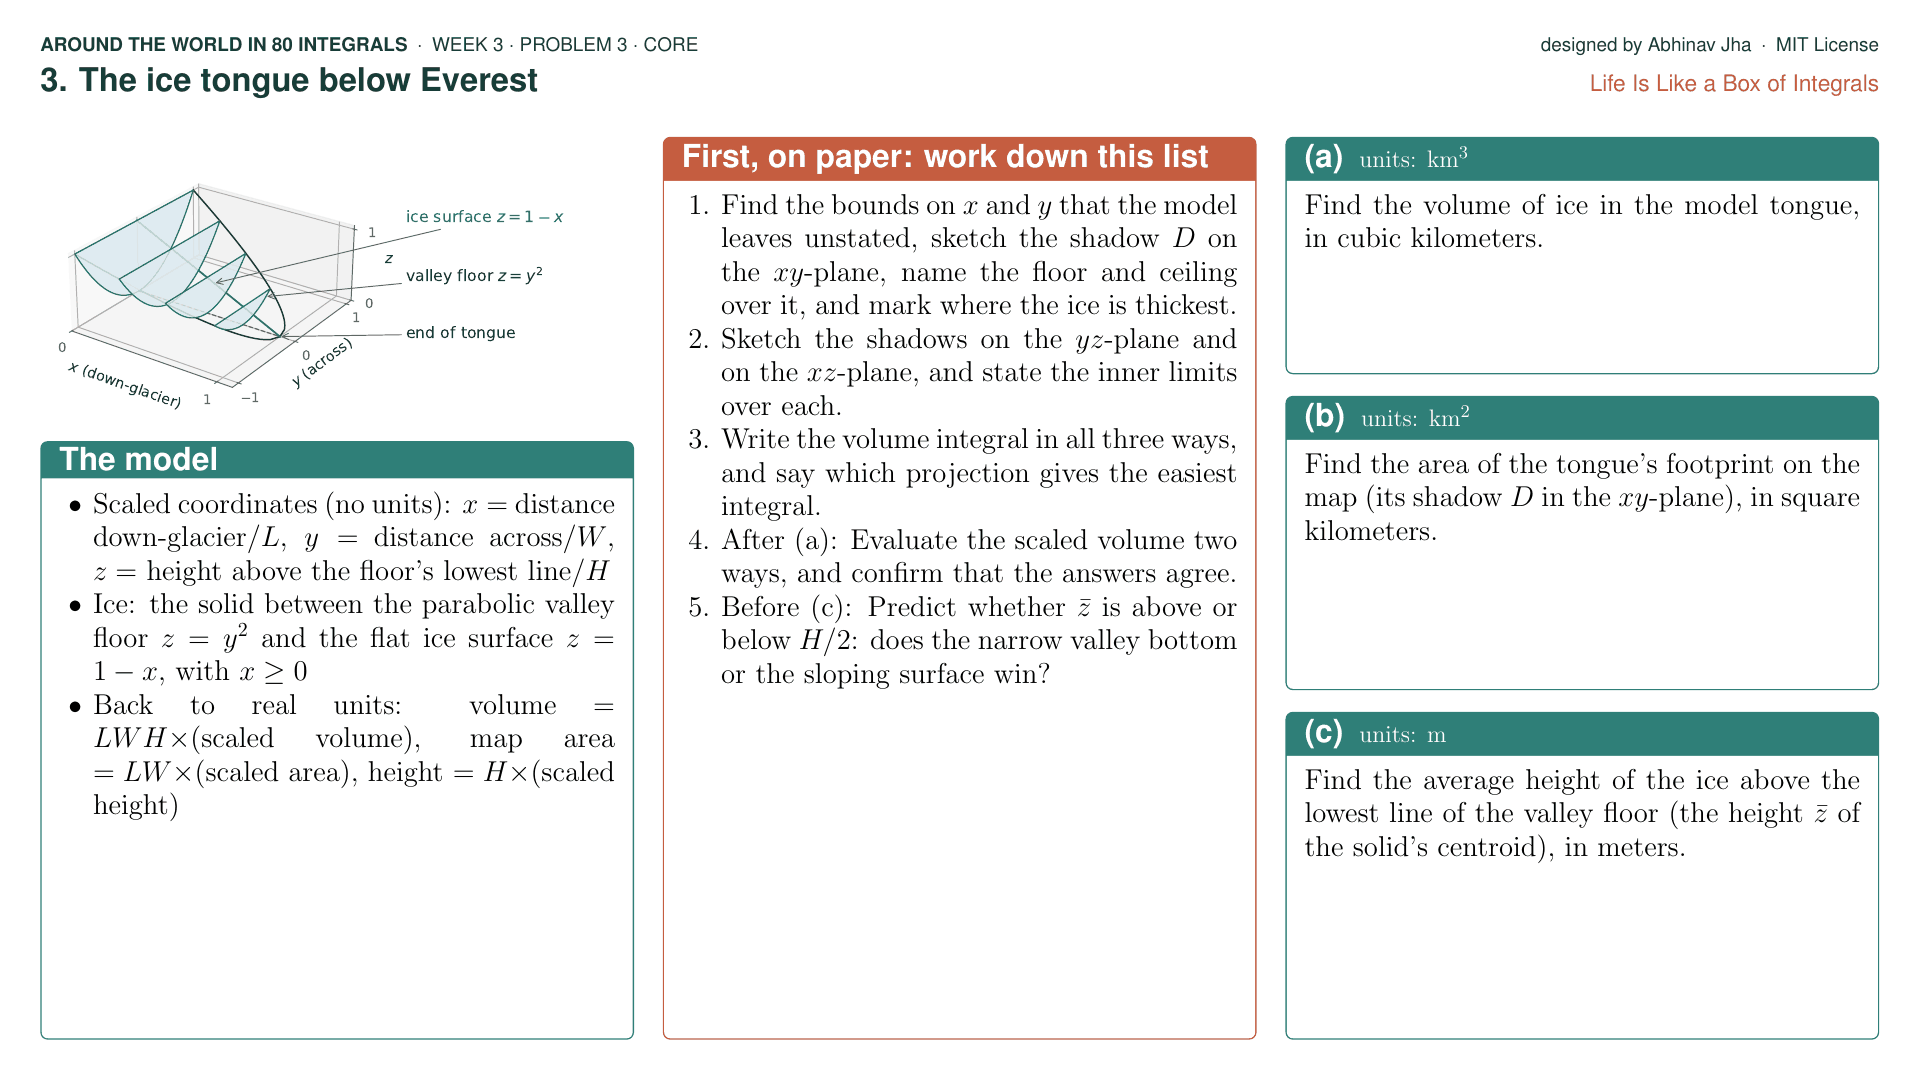 AROUND THE WORLD IN 80 INTEGRALS · WEEK 3 · PROBLEM 3 · CORE
designed by Abhinav Jha · MIT License
3. The ice tongue below Everest
Life Is Like a Box of Integrals
ice surface z = 1 − x
valley floor z = y²
end of tongue
1
z
0
1
0
y (across)
−1
0
x (down-glacier)
1
The model
• Scaled coordinates (no units): x = distance
down-glacier/L, y = distance across/W,
z = height above the floor's lowest line/H
• Ice: the solid between the parabolic valley
floor z = y² and the flat ice surface z =
1 − x, with x ≥ 0
• Back to real units: volume =
LWH×(scaled volume), map area
= LW×(scaled area), height = H×(scaled
height)
First, on paper: work down this list
1. Find the bounds on x and y that the model
leaves unstated, sketch the shadow D on
the xy-plane, name the floor and ceiling
over it, and mark where the ice is thickest.
2. Sketch the shadows on the yz-plane and
on the xz-plane, and state the inner limits
over each.
3. Write the volume integral in all three ways,
and say which projection gives the easiest
integral.
4. After (a): Evaluate the scaled volume two
ways, and confirm that the answers agree.
5. Before (c): Predict whether z̄ is above or
below H/2: does the narrow valley bottom
or the sloping surface win?
(a) units: km³
Find the volume of ice in the model tongue,
in cubic kilometers.
(b) units: km²
Find the area of the tongue's footprint on the
map (its shadow D in the xy-plane), in square
kilometers.
(c) units: m
Find the average height of the ice above the
lowest line of the valley floor (the height z̄ of
the solid's centroid), in meters.